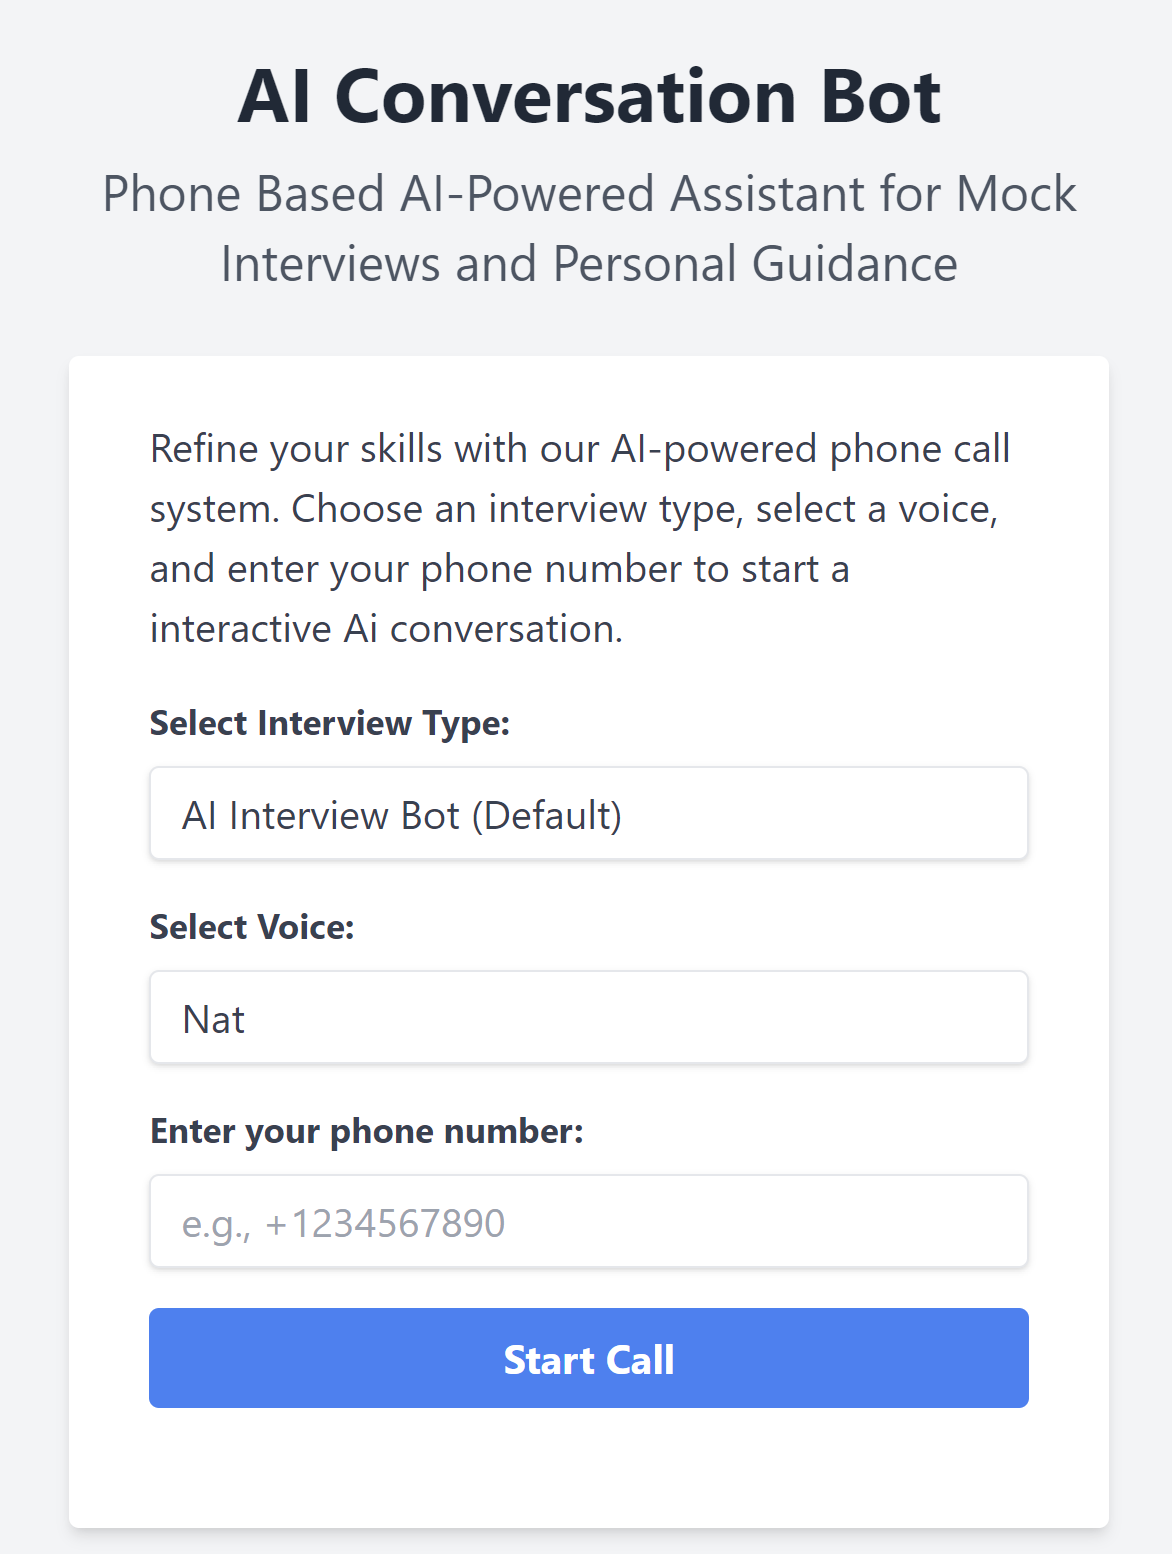 AI Conversation Bot
Phone Based AI-Powered Assistant for Mock
Interviews and Personal Guidance
Refine your skills with our AI-powered phone call
system. Choose an interview type, select a voice,
and enter your phone number to start a
interactive Ai conversation.
Select Interview Type:
AI Interview Bot (Default)
Select Voice:
Nat
Enter your phone number:
e.g., +1234567890
Start Call